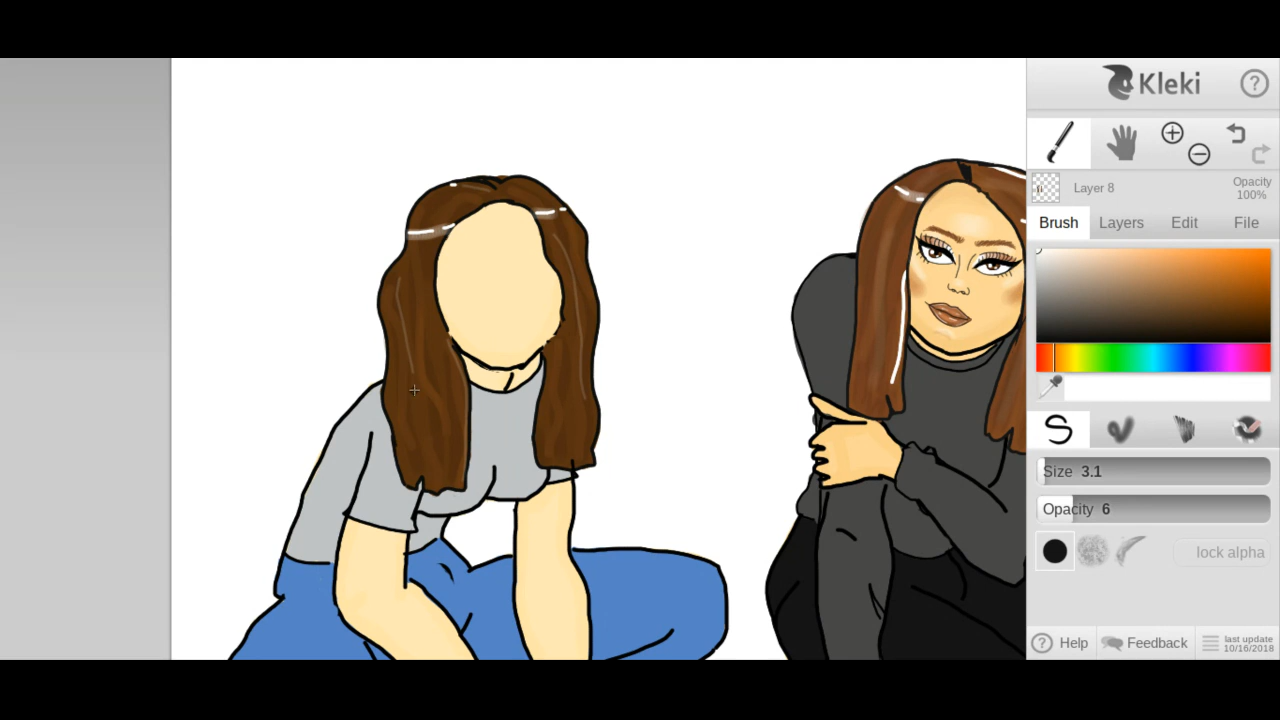 Kleki
Layer 8
Opacity
100%
Brush Layers Edit File
Size 3.1
Opacity 6
lock alpha
Help
Feedback
last update
10/16/2018